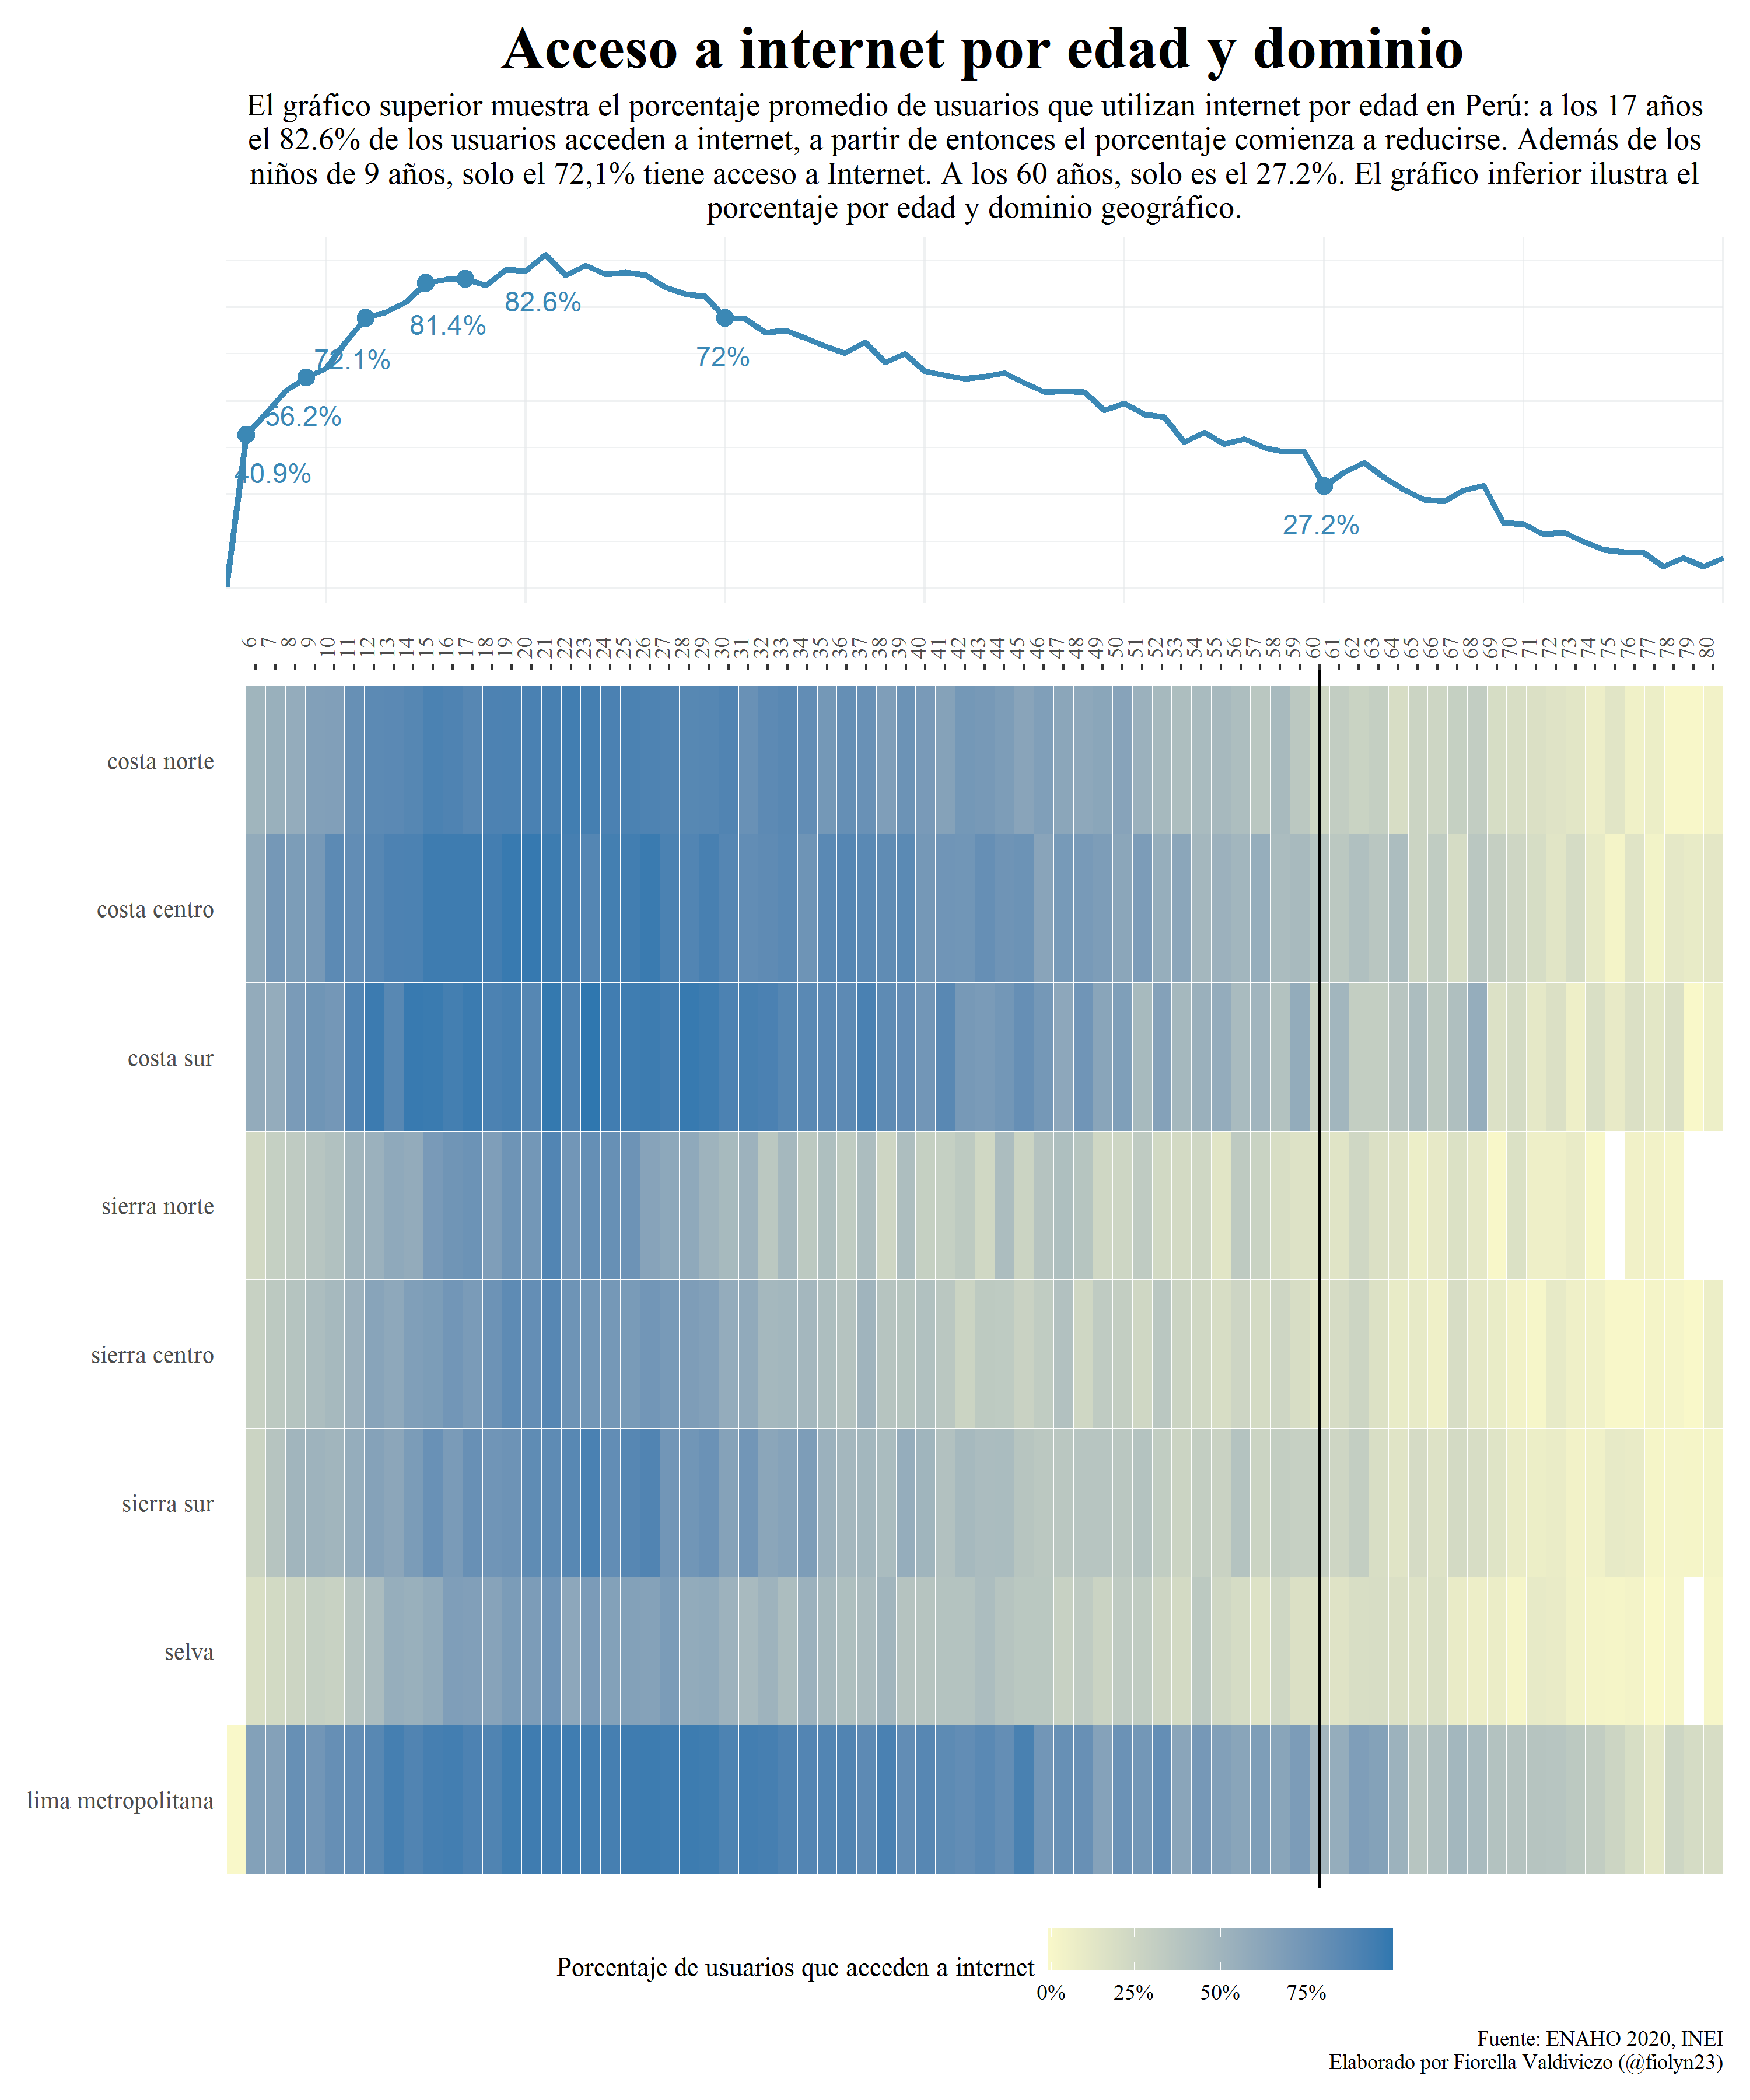 Acceso a internet por edad y dominio
El gráfico superior muestra el porcentaje promedio de usuarios que utilizan internet por edad en Perú: a los 17 años
el 82.6% de los usuarios acceden a internet, a partir de entonces el porcentaje comienza a reducirse. Además de los
niños de 9 años, solo el 72,1% tiene acceso a Internet. A los 60 años, solo es el 27.2%. El gráfico inferior ilustra el
porcentaje por edad y dominio geográfico.
82.6%
81.4%
72.1%
72%
56.2%
40.9%
27.2%
6 7 8 9 10 11 12 13 14 15 16 17 18 19 20 21 22 23 24 25 26 27 28 29 30 31 32 33 34 35 36 37 38 39 40 41 42 43 44 45 46 47 48 49 50 51 52 53 54 55 56 57 58 59 60 61 62 63 64 65 66 67 68 69 70 71 72 73 74 75 76 77 78 79 80
costa norte
costa centro
costa sur
sierra norte
sierra centro
sierra sur
selva
lima metropolitana
Porcentaje de usuarios que acceden a internet
0% 25% 50% 75%
Fuente: ENAHO 2020, INEI
Elaborado por Fiorella Valdiviezo (@fiolyn23)